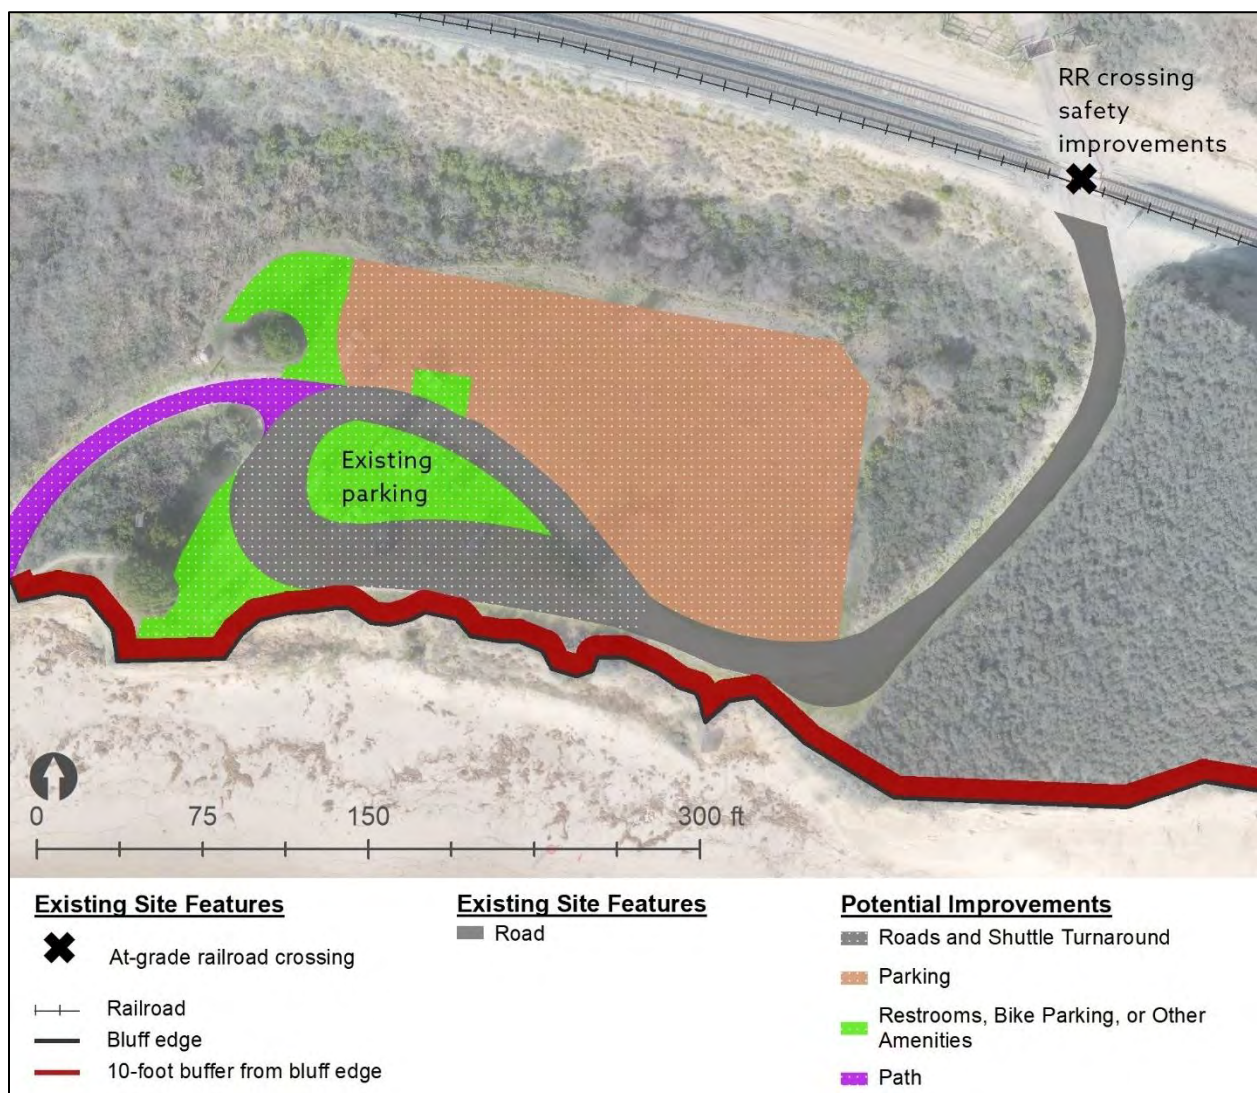 RR crossing
safety
improvements
Existing
parking
0 75 150 300 ft
Existing Site Features
At-grade railroad crossing
Railroad
Bluff edge
10-foot buffer from bluff edge
Existing Site Features
Road
Potential Improvements
Roads and Shuttle Turnaround
Parking
Restrooms, Bike Parking, or Other
Amenities
Path